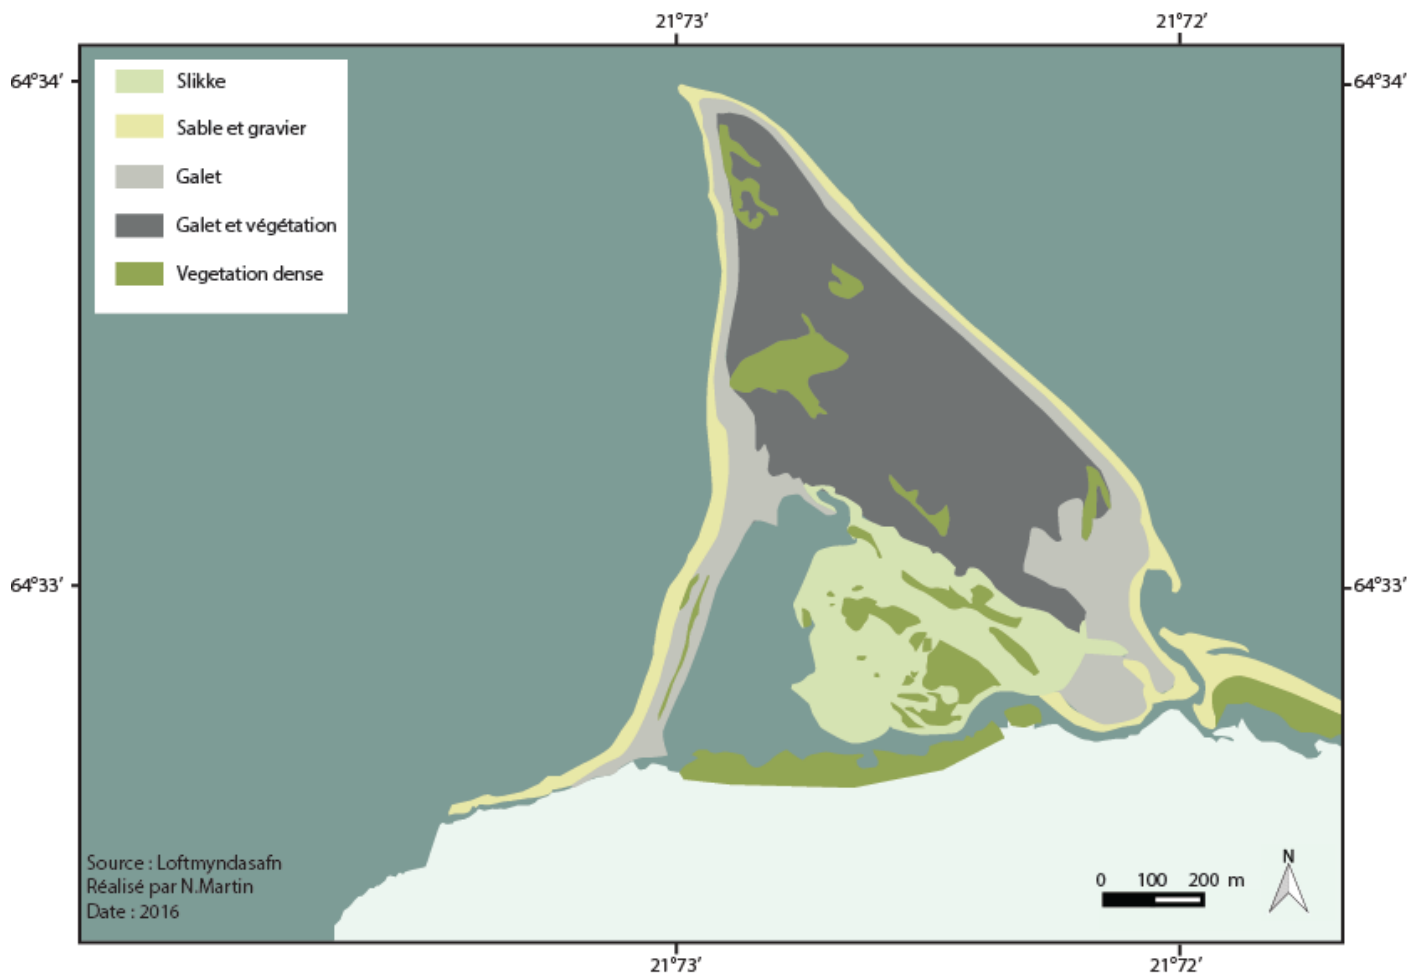 21°73′ 21°72′
64°34′ 64°34′
Slikke
Sable et gravier
Galet
Galet et végétation
Vegetation dense
64°33′ 64°33′
Source : Loftmyndasafn
Réalisé par N.Martin
Date : 2016
0 100 200 m
N
21°73′ 21°72′